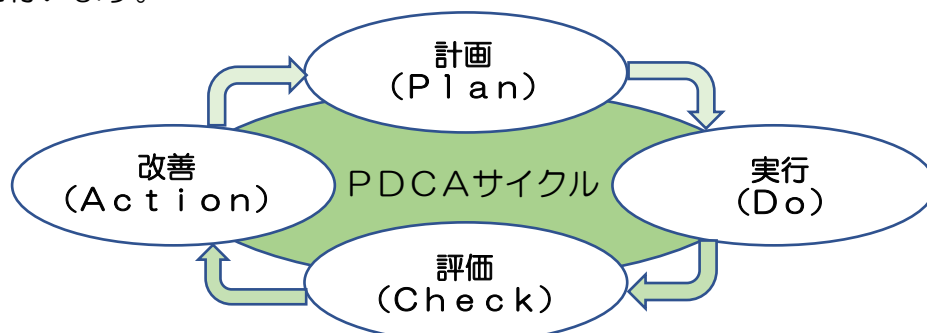 計画
(Plan)
改善
(Action)
PDCAサイクル
実行
(Do)
評価
(Check)